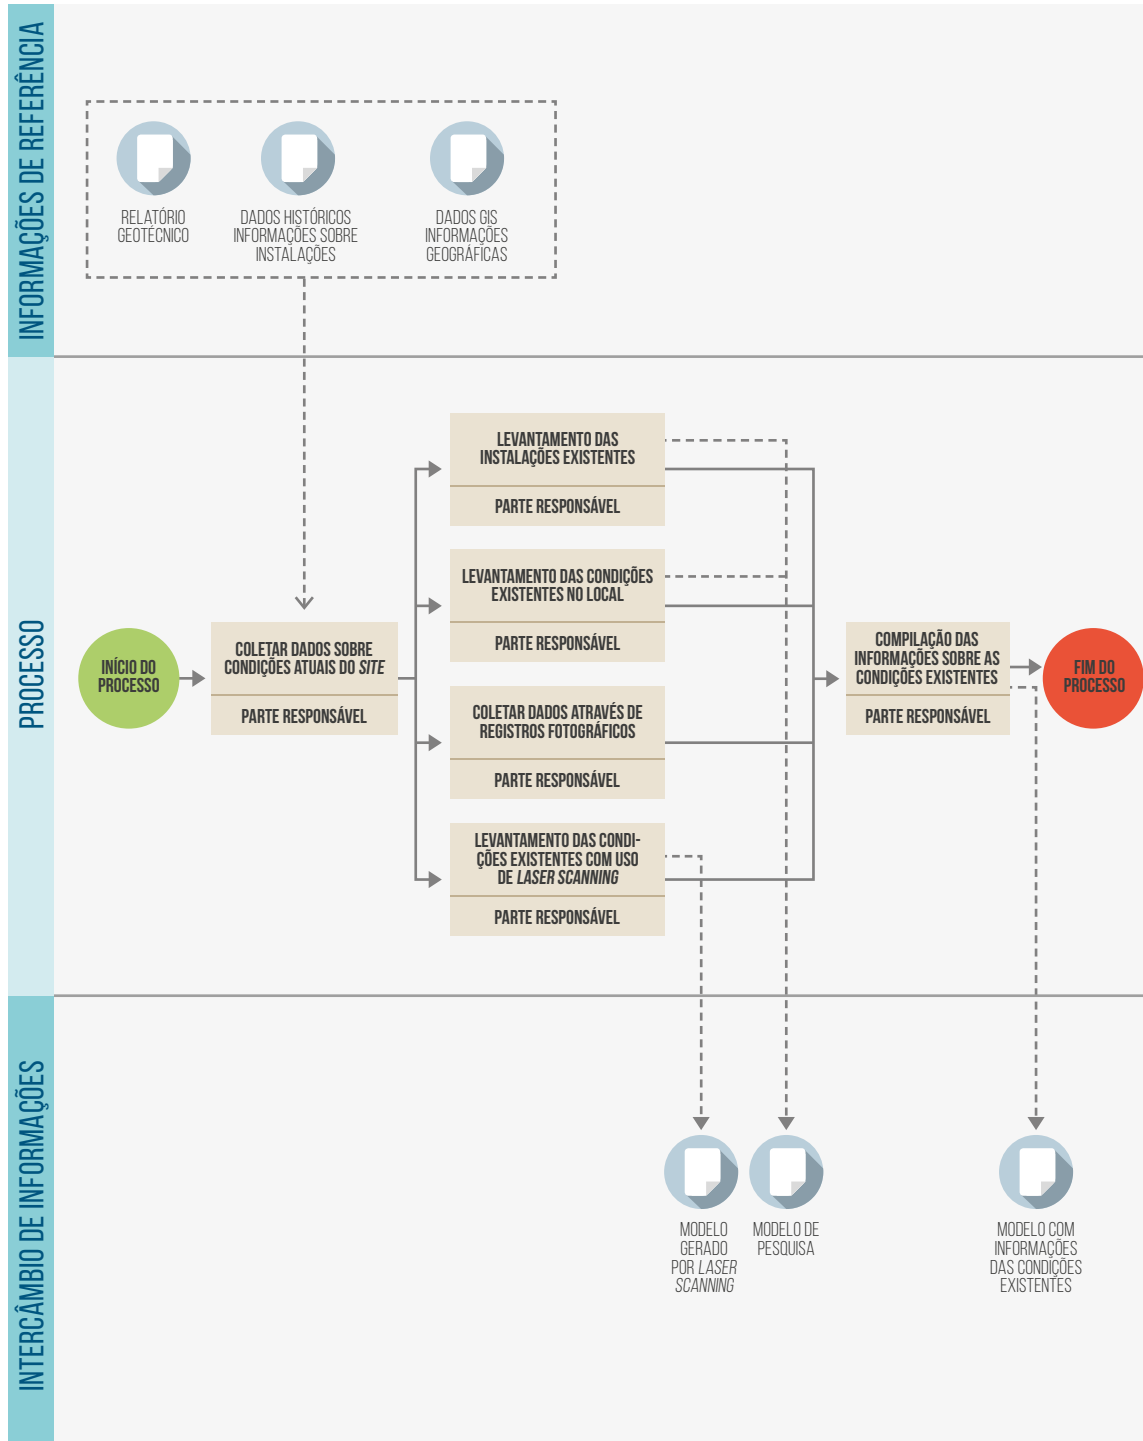 INFORMAÇÕES DE REFERÊNCIA
RELATÓRIO
GEOTÉCNICO
DADOS HISTÓRICOS
INFORMAÇÕES SOBRE
INSTALAÇÕES
DADOS GIS
INFORMAÇÕES
GEOGRÁFICAS
PROCESSO
INÍCIO DO
PROCESSO
COLETAR DADOS SOBRE
CONDIÇÕES ATUAIS DO SITE
PARTE RESPONSÁVEL
LEVANTAMENTO DAS
INSTALAÇÕES EXISTENTES
PARTE RESPONSÁVEL
LEVANTAMENTO DAS CONDIÇÕES
EXISTENTES NO LOCAL
PARTE RESPONSÁVEL
COLETAR DADOS ATRAVÉS DE
REGISTROS FOTOGRÁFICOS
PARTE RESPONSÁVEL
LEVANTAMENTO DAS CONDI-
ÇÕES EXISTENTES COM USO
DE LASER SCANNING
PARTE RESPONSÁVEL
COMPILAÇÃO DAS
INFORMAÇÕES SOBRE AS
CONDIÇÕES EXISTENTES
PARTE RESPONSÁVEL
FIM DO
PROCESSO
INTERCÂMBIO DE INFORMAÇÕES
MODELO
GERADO
POR LASER
SCANNING
MODELO DE
PESQUISA
MODELO COM
INFORMAÇÕES
DAS CONDIÇÕES
EXISTENTES